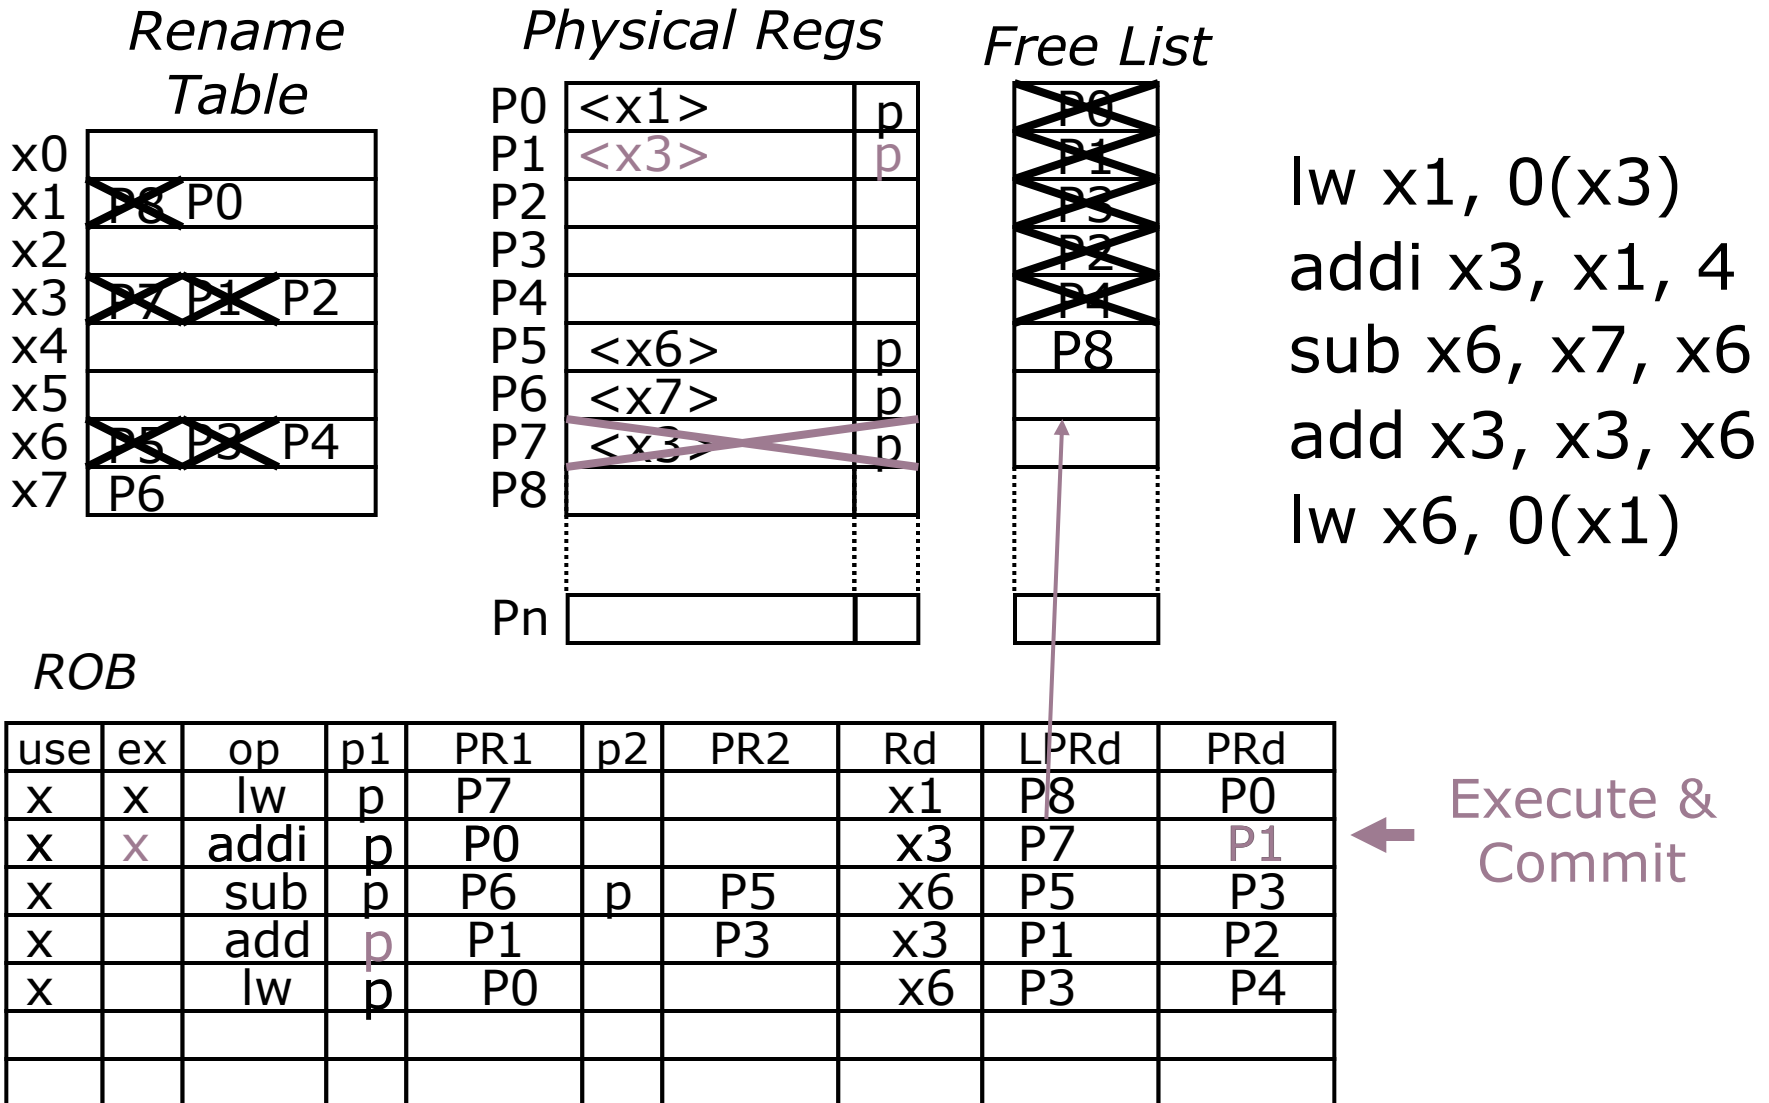 Rename Table
x0
x1 P8 P0
x2
x3 P7 P1 P2
x4
x5
x6 P5 P3 P4
x7 P6
Physical Regs
P0 <x1> p
P1 <x3> p
P2
P3
P4
P5 <x6> p
P6 <x7> p
P7 <x3> p
P8
Pn
Free List
P0
P1
P3
P2
P4
P8
lw x1, 0(x3)
addi x3, x1, 4
sub x6, x7, x6
add x3, x3, x6
lw x6, 0(x1)
ROB
use ex op p1 PR1 p2 PR2 Rd LPRd PRd
x x lw p P7 x1 P8 P0
x x addi p P0 x3 P7 P1
x sub p P6 p P5 x6 P5 P3
x add p P1 P3 x3 P1 P2
x lw p P0 x6 P3 P4
Execute &
Commit